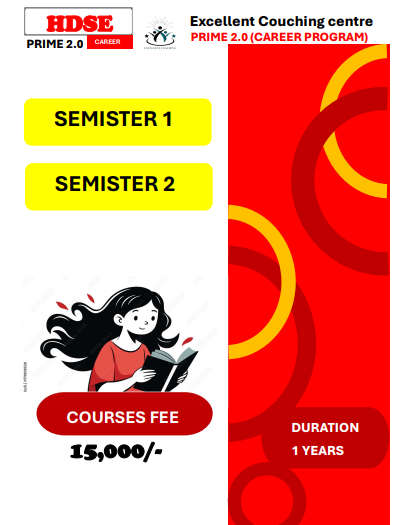 HDSE
PRIME 2.0 CAREER
Excellent Couching centre
PRIME 2.0 (CAREER PROGRAM)
SEMISTER 1
SEMISTER 2
COURSES FEE
15,000/-
DURATION
1 YEARS